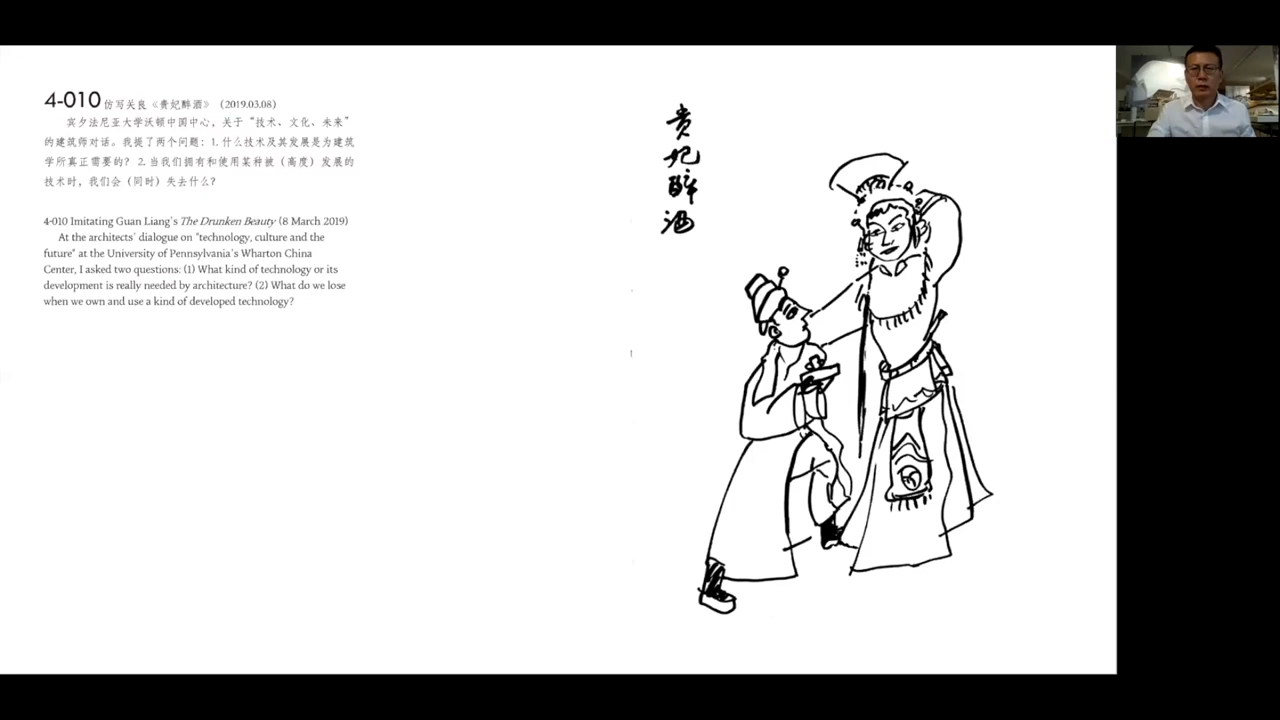 4-010 仿写关良《贵妃醉酒》（2019.03.08）
宾夕法尼亚大学沃顿中国中心，关于“技术、文化、未来”
的建筑师对话。我提了两个问题：1. 什么技术及其发展是为建筑
学所真正需要的？ 2. 当我们拥有和使用某种被（高度）发展的
技术时，我们会（同时）失去什么？
4-010 Imitating Guan Liang's The Drunken Beauty (8 March 2019)
At the architects' dialogue on "technology, culture and the
future" at the University of Pennsylvania's Wharton China
Center, I asked two questions: (1) What kind of technology or its
development is really needed by architecture? (2) What do we lose
when we own and use a kind of developed technology?
贵妃醉酒